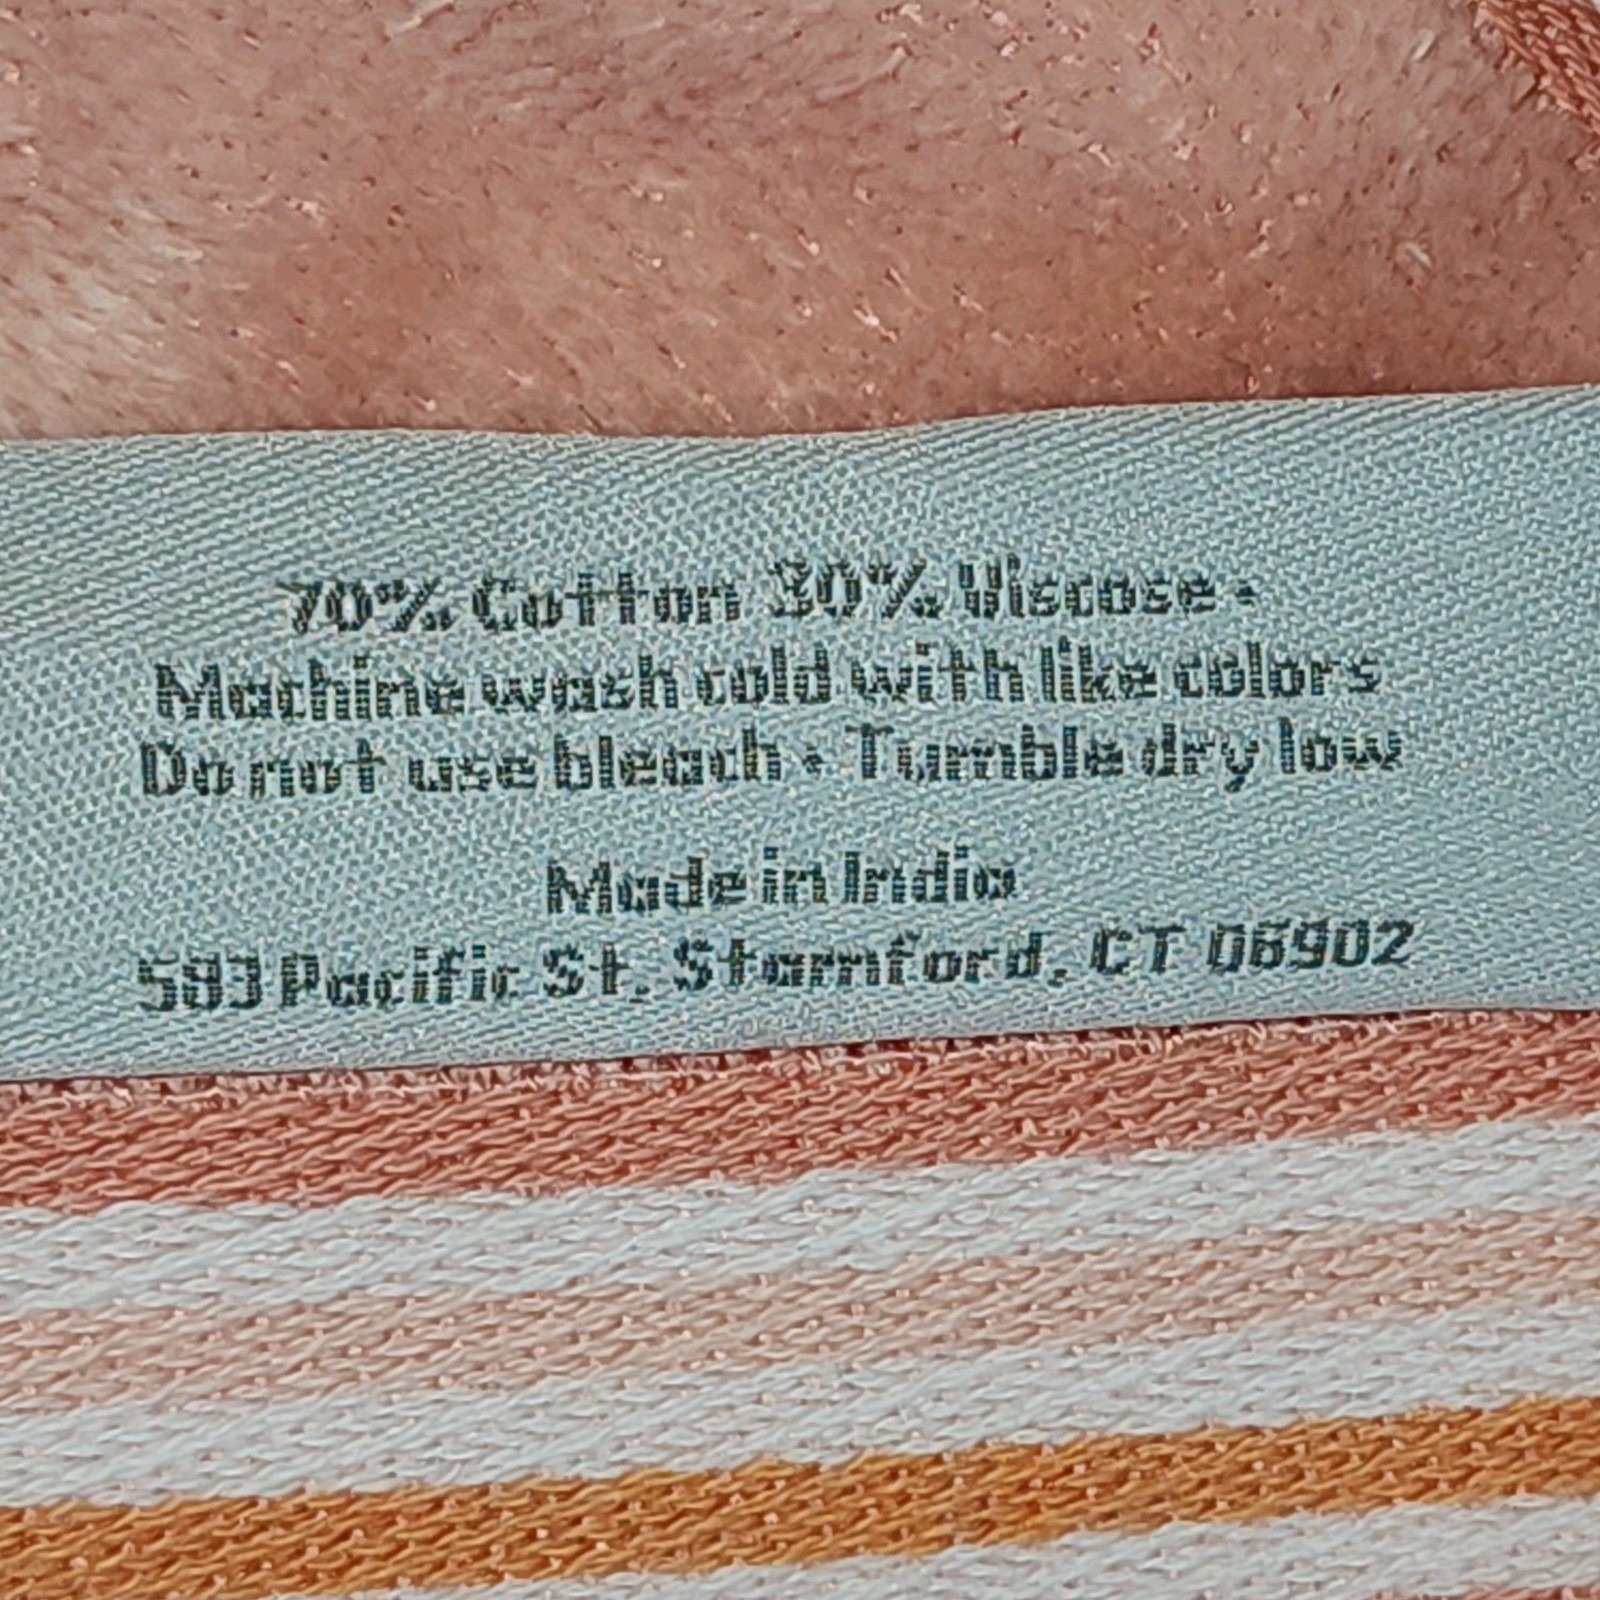 70% Cotton 30% Viscose •
Machine wash cold with like colors
Do not use bleach • Tumble dry low
Made in India
583 Pacific St. Stamford, CT 06902